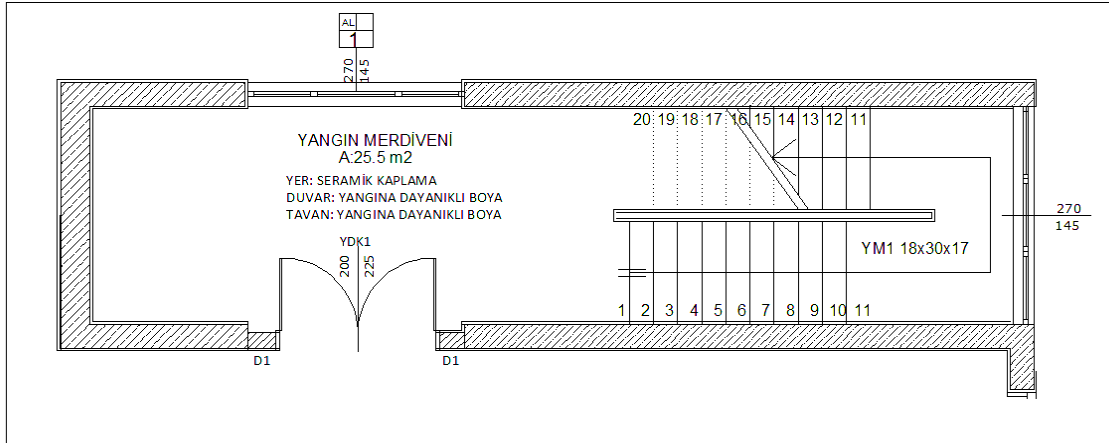 AL
1
270
145
20 19 18 17 16 15 14 13 12 11
YANGIN MERDİVENİ
A:25.5 m2
YER: SERAMİK KAPLAMA
DUVAR: YANGINA DAYANIKLI BOYA
TAVAN: YANGINA DAYANIKLI BOYA
270
145
YDK1
200
225
YM1 18x30x17
1 2 3 4 5 6 7 8 9 10 11
D1
D1